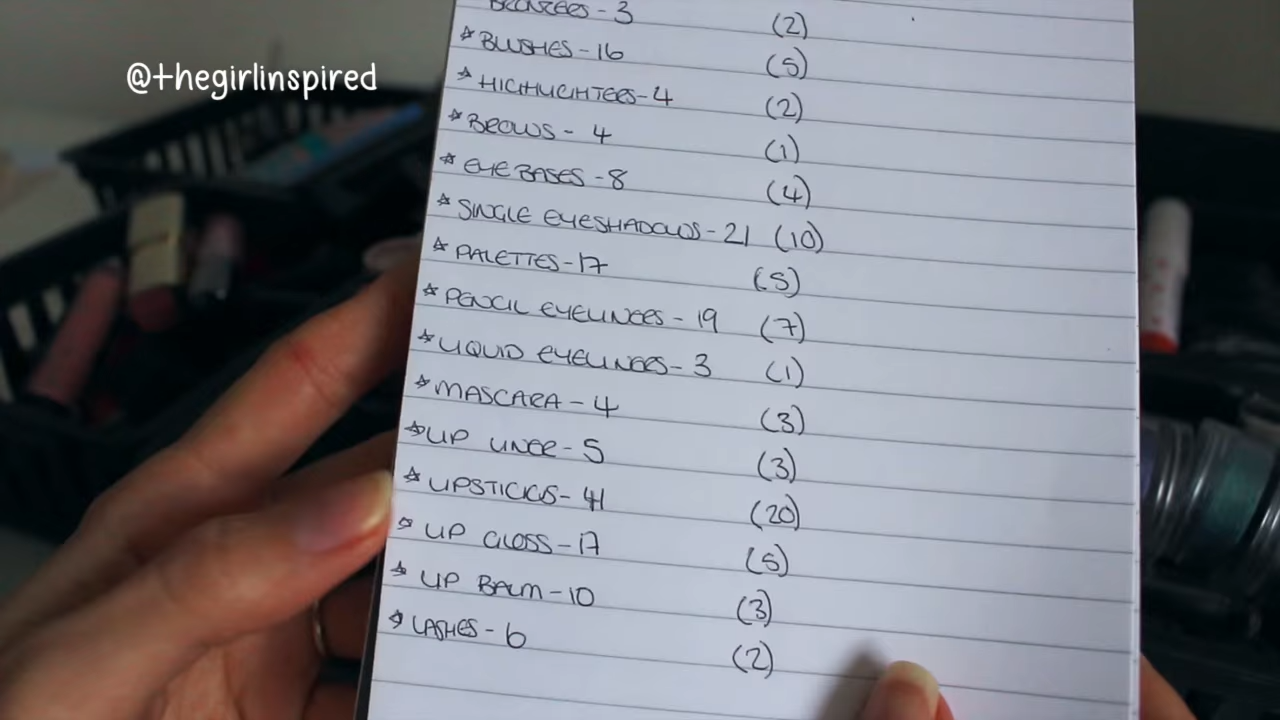 @thegirlinspired
BRONZERS - 3 (2)
☆ BLUSHES - 16 (5)
☆ HIGHLIGHTERS - 4 (2)
☆ BROWS - 4 (1)
☆ EYE BASES - 8 (4)
☆ SINGLE EYESHADOWS - 21 (10)
☆ PALETTES - 17 (5)
☆ PENCIL EYELINERS - 19 (7)
☆ LIQUID EYELINERS - 3 (1)
☆ MASCARA - 4 (3)
☆ LIP LINER - 5 (3)
☆ LIPSTICKS - 41 (20)
☆ LIP GLOSS - 17 (5)
☆ LIP BALM - 10 (3)
☆ LASHES - 6 (2)